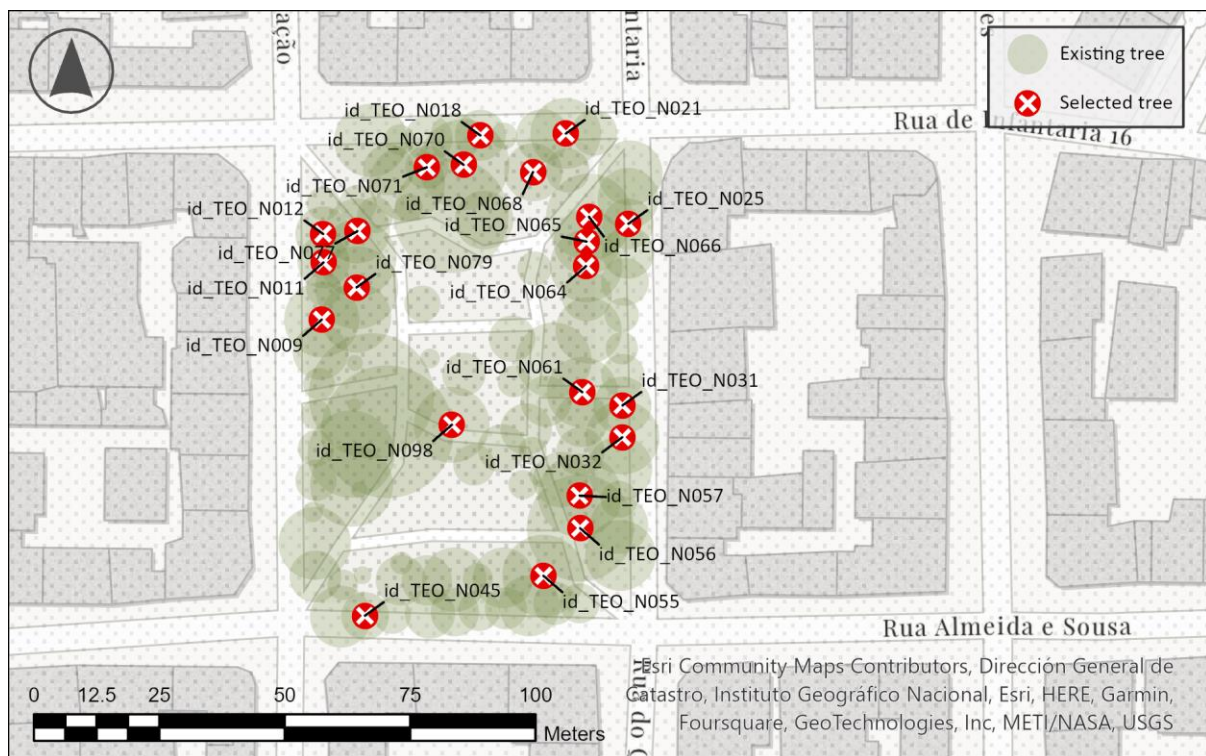 ação
ntaria
es
Existing tree
Selected tree
id_TEO_N018
id_TEO_N021
Rua de Infantaria 16
id_TEO_N070
id_TEO_N071
id_TEO_N068
id_TEO_N025
id_TEO_N012
id_TEO_N065
id_TEO_N066
id_TEO_N077
id_TEO_N079
id_TEO_N011
id_TEO_N064
id_TEO_N009
id_TEO_N061
id_TEO_N031
id_TEO_N098
id_TEO_N032
id_TEO_N057
id_TEO_N056
id_TEO_N045
id_TEO_N055
Rua Almeida e Sousa
Rua do
Esri Community Maps Contributors, Dirección General de
Catastro, Instituto Geográfico Nacional, Esri, HERE, Garmin,
Foursquare, GeoTechnologies, Inc, METI/NASA, USGS
0 12.5 25 50 75 100
Meters